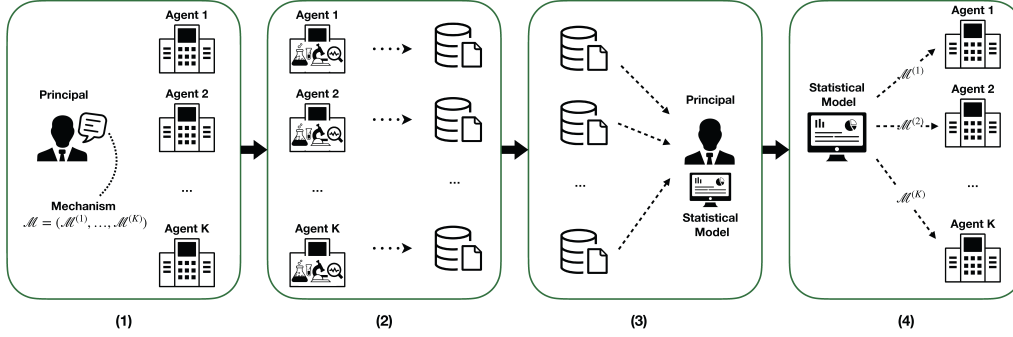 Agent 1
Principal
Agent 2
...
Mechanism
ℳ = (ℳ⁽¹⁾, ..., ℳ⁽ᴷ⁾)
Agent K
(1)
Agent 1
Agent 2
...
...
Agent K
(2)
Principal
...
Statistical
Model
(3)
Agent 1
Statistical
Model
ℳ⁽¹⁾
Agent 2
ℳ⁽²⁾
...
ℳ⁽ᴷ⁾
Agent K
(4)